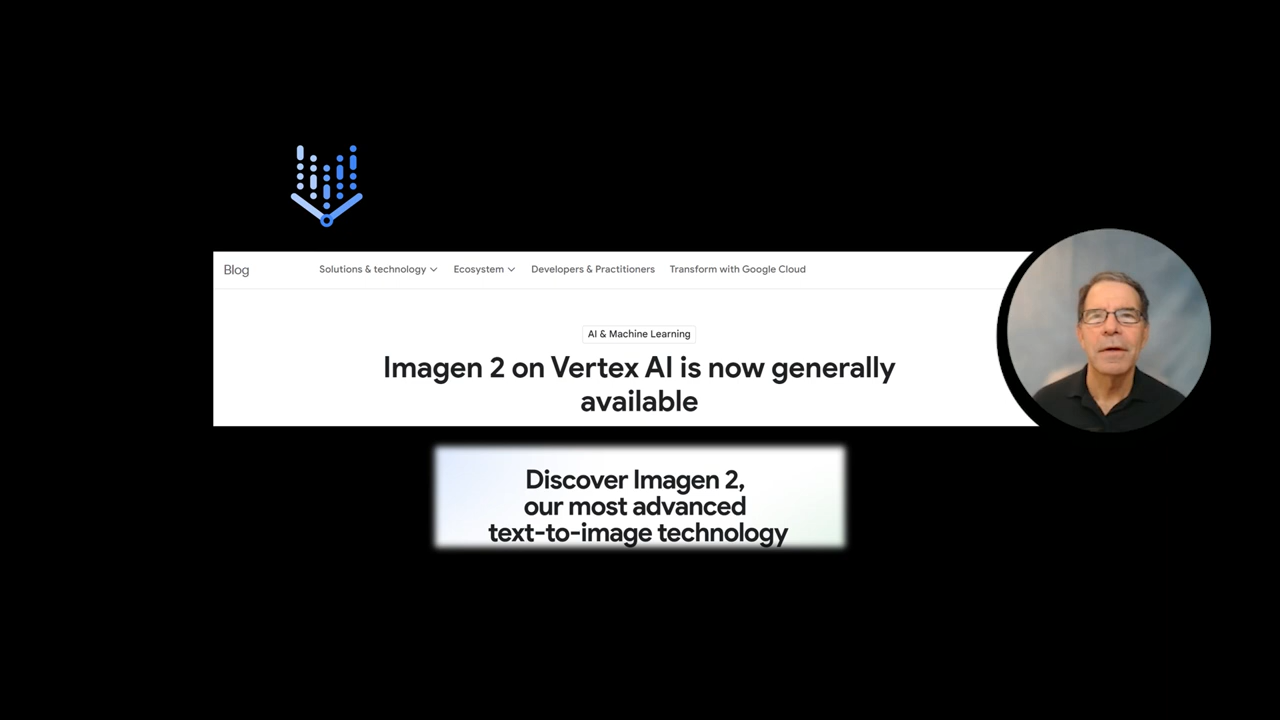 Blog
Solutions & technology
Ecosystem
Developers & Practitioners
Transform with Google Cloud
AI & Machine Learning
Imagen 2 on Vertex AI is now generally
available
Discover Imagen 2,
our most advanced
text-to-image technology